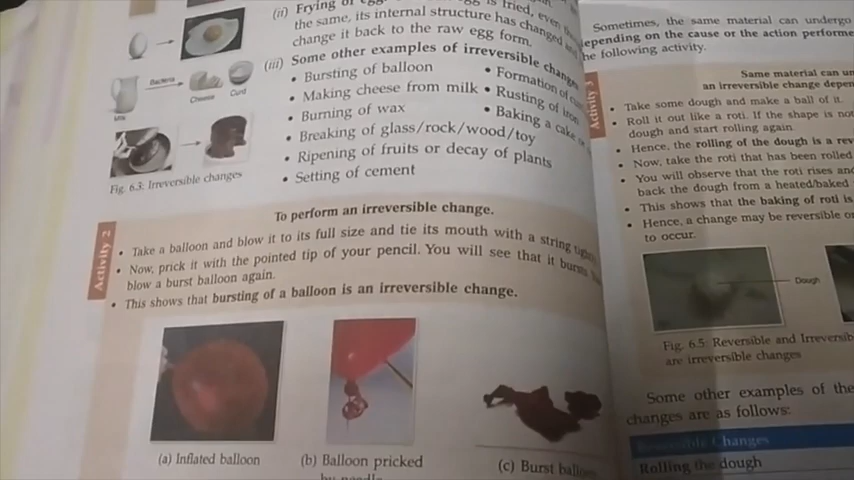 (ii) Frying of egg is fried, even
the same, its internal structure has changed and
change it back to the raw egg form.
(iii) Some other examples of irreversible changes
• Bursting of balloon
• Making cheese from milk
• Burning of wax
• Breaking of glass/rock/wood/toy
• Ripening of fruits or decay of plants
• Setting of cement
• Formation of
• Rusting of iron
• Baking a cake
Bacteria
Milk
Cheese
Curd
Fig. 6.3: Irreversible changes
To perform an irreversible change.
Activity 2
• Take a balloon and blow it to its full size and tie its mouth with a string tightly
• Now, prick it with the pointed tip of your pencil. You will see that it bursts.
blow a burst balloon again.
• This shows that bursting of a balloon is an irreversible change.
(a) Inflated balloon
(b) Balloon pricked
by needle
(c) Burst balloon
Sometimes, the same material can undergo
depending on the cause or the action performe
he following activity.
Activity 3
Same material can un
an irreversible change depen
• Take some dough and make a ball of it.
• Roll it out like a roti. If the shape is not
dough and start rolling again.
• Hence, the rolling of the dough is a rev
• Now, take the roti that has been rolled
• You will observe that the roti rises and
back the dough from a heated/baked
• This shows that the baking of roti is
• Hence, a change may be reversible or
to occur.
Dough
Fig. 6.5: Reversible and Irreversib
are irreversible changes
Some other examples of the
changes are as follows:
Reversible Changes
Rolling the dough